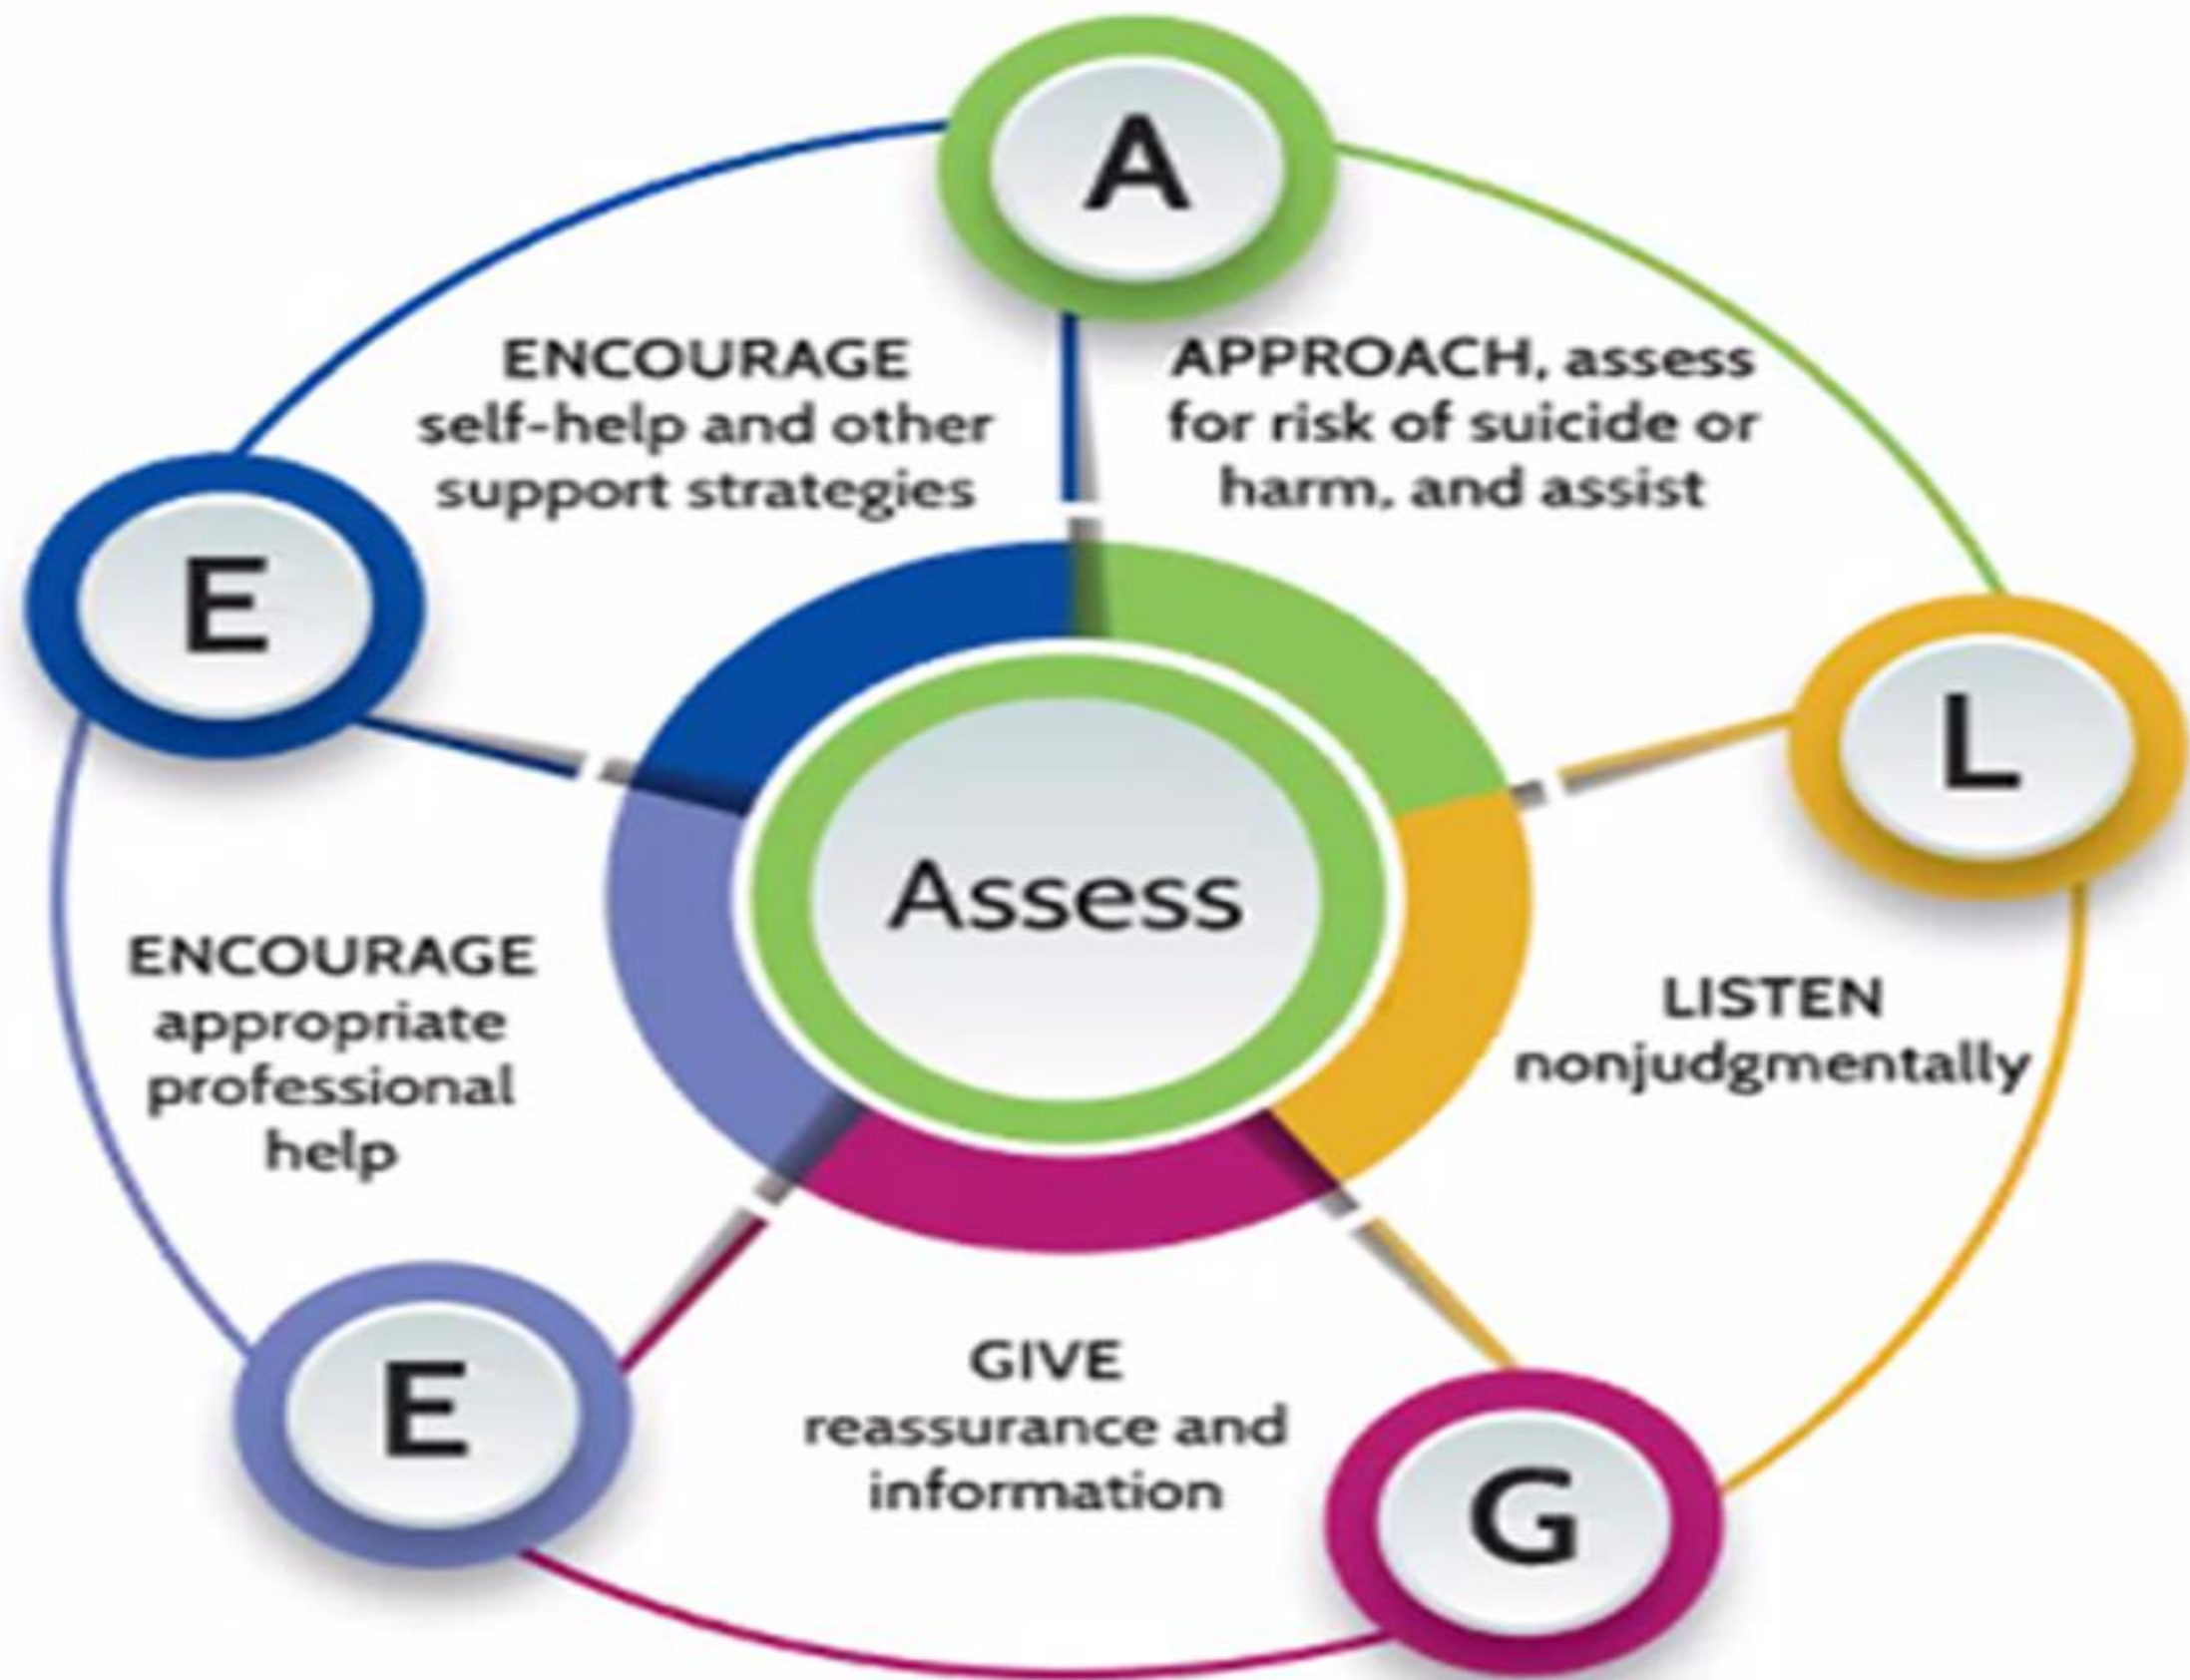 A
APPROACH, assess
for risk of suicide or
harm, and assist
L
LISTEN
nonjudgmentally
G
GIVE
reassurance and
information
E
ENCOURAGE
appropriate
professional
help
E
ENCOURAGE
self-help and other
support strategies
Assess